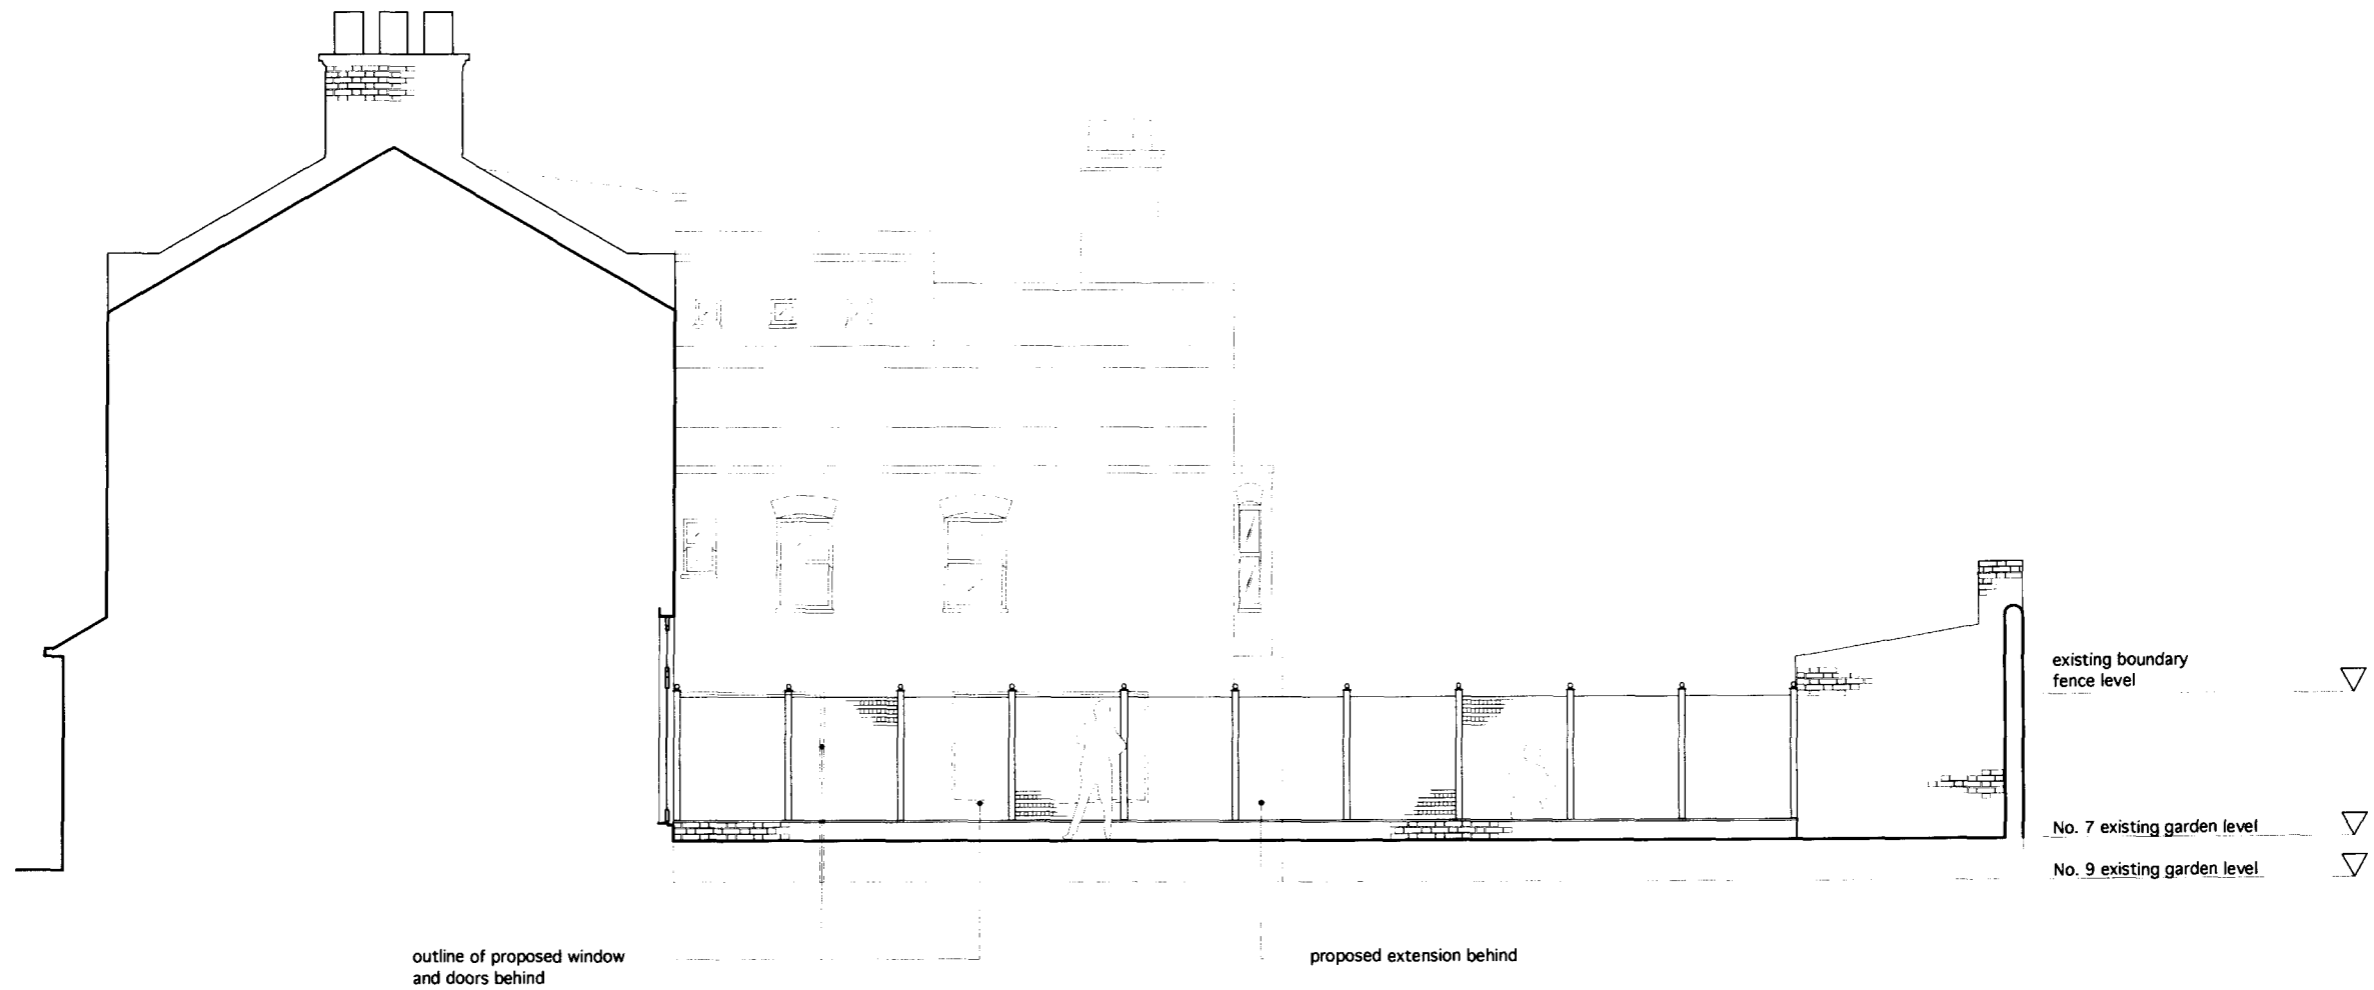 existing boundary
fence level
No. 7 existing garden level
No. 9 existing garden level
outline of proposed window
and doors behind
proposed extension behind